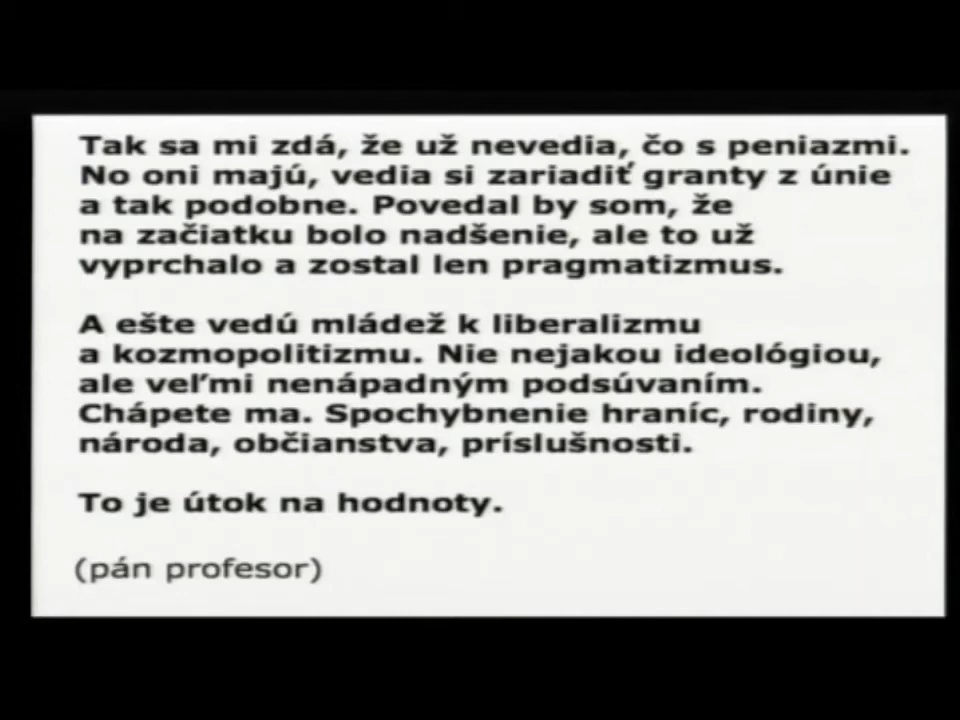 Tak sa mi zdá, že už nevedia, čo s peniazmi.
No oni majú, vedia si zariadiť granty z únie
a tak podobne. Povedal by som, že
na začiatku bolo nadšenie, ale to už
vyprchalo a zostal len pragmatizmus.
A ešte vedú mládež k liberalizmu
a kozmopolitizmu. Nie nejakou ideológiou,
ale veľmi nenápadným podsúvaním.
Chápete ma. Spochybnenie hraníc, rodiny,
národa, občianstva, príslušnosti.
To je útok na hodnoty.
(pán profesor)